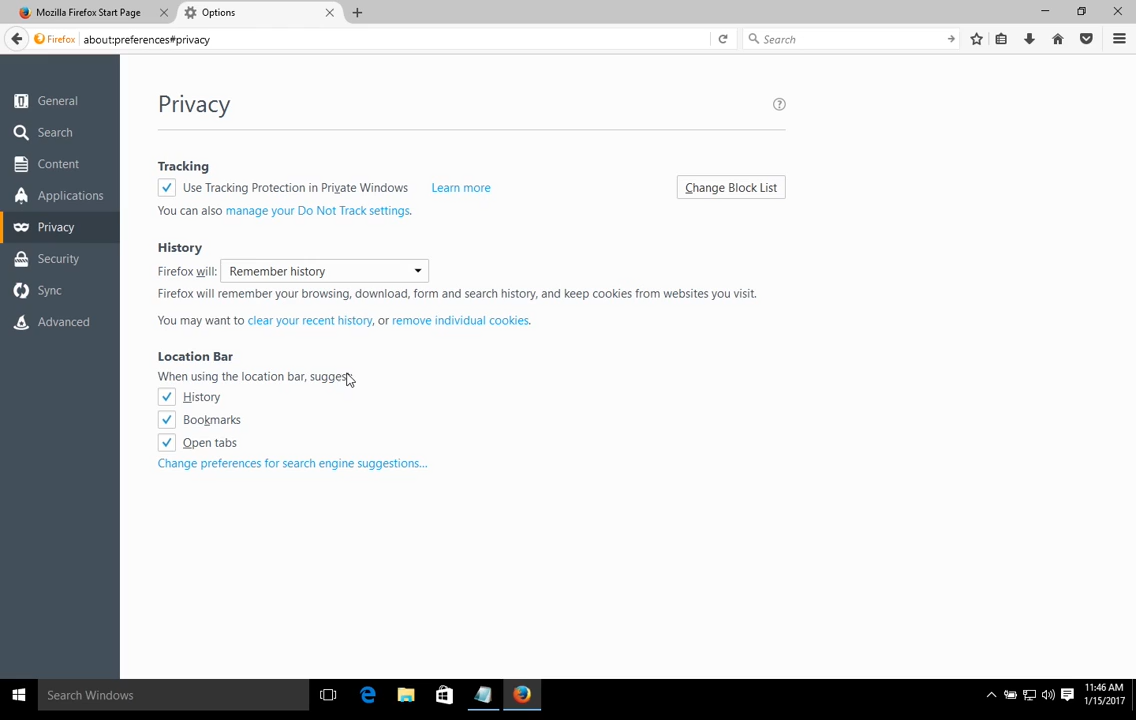 Mozilla Firefox Start Page
Options
Firefox about:preferences#privacy
Search
General
Search
Content
Applications
Privacy
Security
Sync
Advanced
Privacy
Tracking
Use Tracking Protection in Private Windows Learn more Change Block List
You can also manage your Do Not Track settings.
History
Firefox will: Remember history
Firefox will remember your browsing, download, form and search history, and keep cookies from websites you visit.
You may want to clear your recent history, or remove individual cookies.
Location Bar
When using the location bar, suggest
History
Bookmarks
Open tabs
Change preferences for search engine suggestions...
Search Windows
11:46 AM
1/15/2017